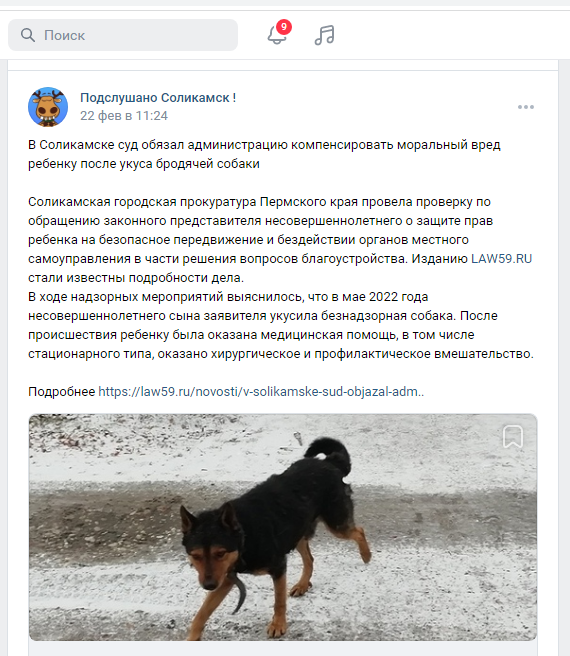 Поиск
9
Подслушано Соликамск !
22 фев в 11:24
В Соликамске суд обязал администрацию компенсировать моральный вред
ребенку после укуса бродячей собаки
Соликамская городская прокуратура Пермского края провела проверку по
обращению законного представителя несовершеннолетнего о защите прав
ребенка на безопасное передвижение и бездействии органов местного
самоуправления в части решения вопросов благоустройства. Изданию LAW59.RU
стали известны подробности дела.
В ходе надзорных мероприятий выяснилось, что в мае 2022 года
несовершеннолетнего сына заявителя укусила безнадзорная собака. После
происшествия ребенку была оказана медицинская помощь, в том числе
стационарного типа, оказано хирургическое и профилактическое вмешательство.
Подробнее https://law59.ru/novosti/v-solikamske-sud-objazal-adm..